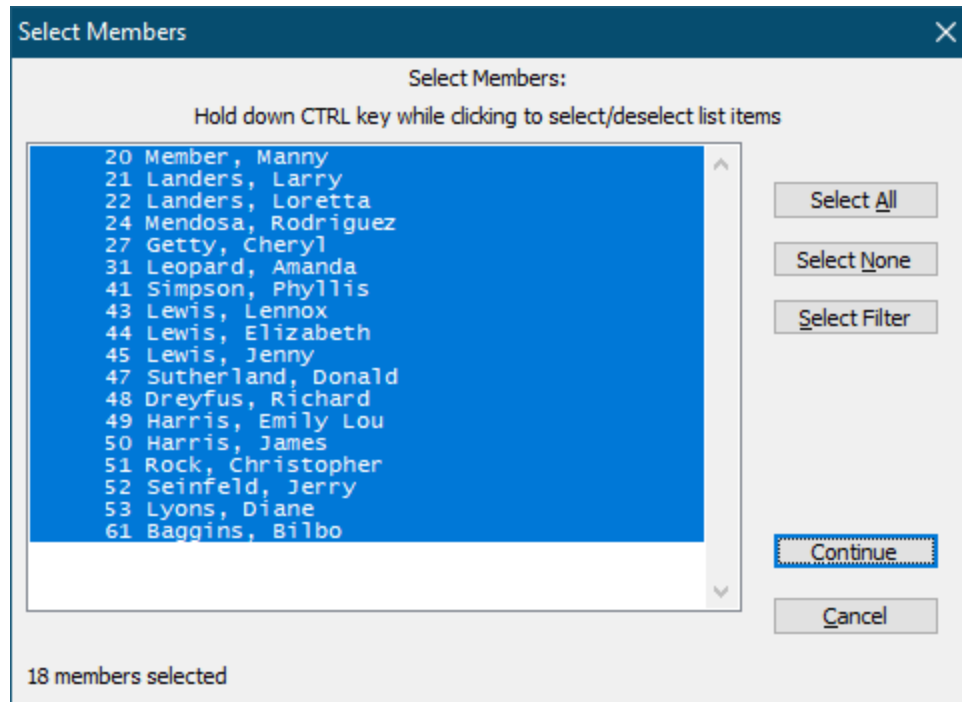 Select Members
Select Members:
Hold down CTRL key while clicking to select/deselect list items
20 Member, Manny
21 Landers, Larry
22 Landers, Loretta
24 Mendosa, Rodriguez
27 Getty, Cheryl
31 Leopard, Amanda
41 Simpson, Phyllis
43 Lewis, Lennox
44 Lewis, Elizabeth
45 Lewis, Jenny
47 Sutherland, Donald
48 Dreyfus, Richard
49 Harris, Emily Lou
50 Harris, James
51 Rock, Christopher
52 Seinfeld, Jerry
53 Lyons, Diane
61 Baggins, Bilbo
Select All
Select None
Select Filter
Continue
Cancel
18 members selected